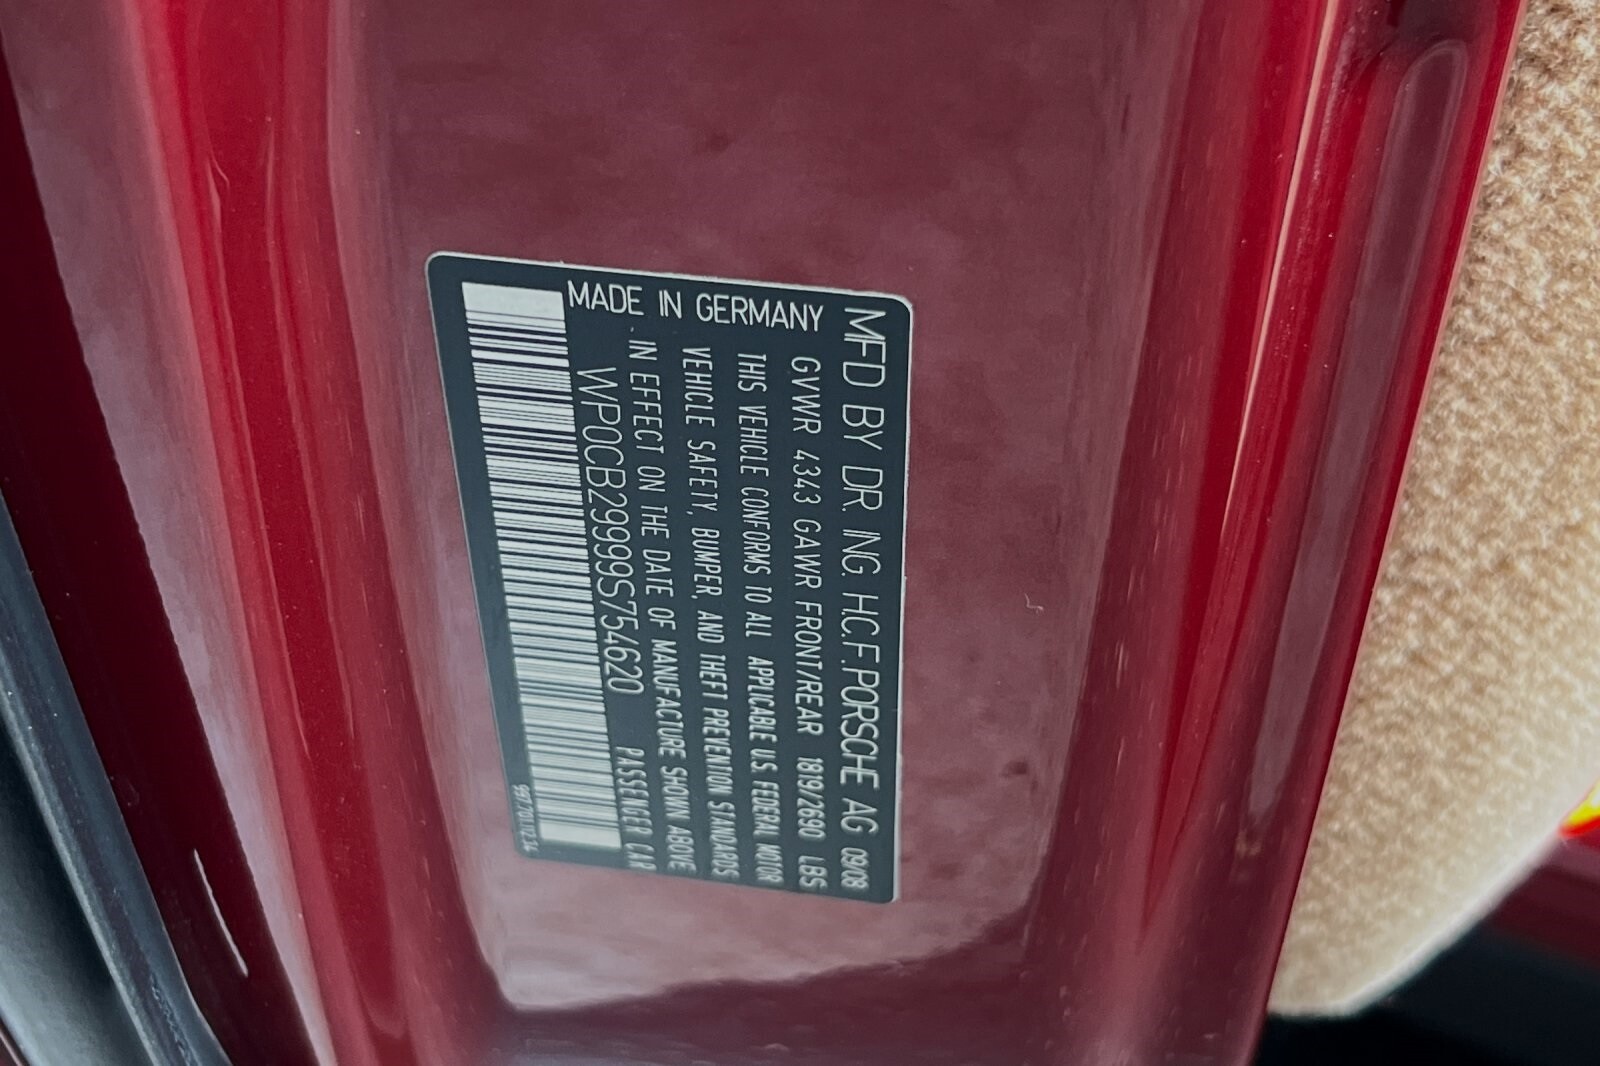 MFD BY DR. ING. H.C.F. PORSCHE AG 09/08
GVWR 4343 GAWR FRONT/REAR 1819/2690 LBS
THIS VEHICLE CONFORMS TO ALL APPLICABLE U.S. FEDERAL MOTOR
VEHICLE SAFETY, BUMPER, AND THEFT PREVENTION STANDARDS
IN EFFECT ON THE DATE OF MANUFACTURE SHOWN ABOVE
WP0CB29999S754620 PASSENGER CAR
MADE IN GERMANY